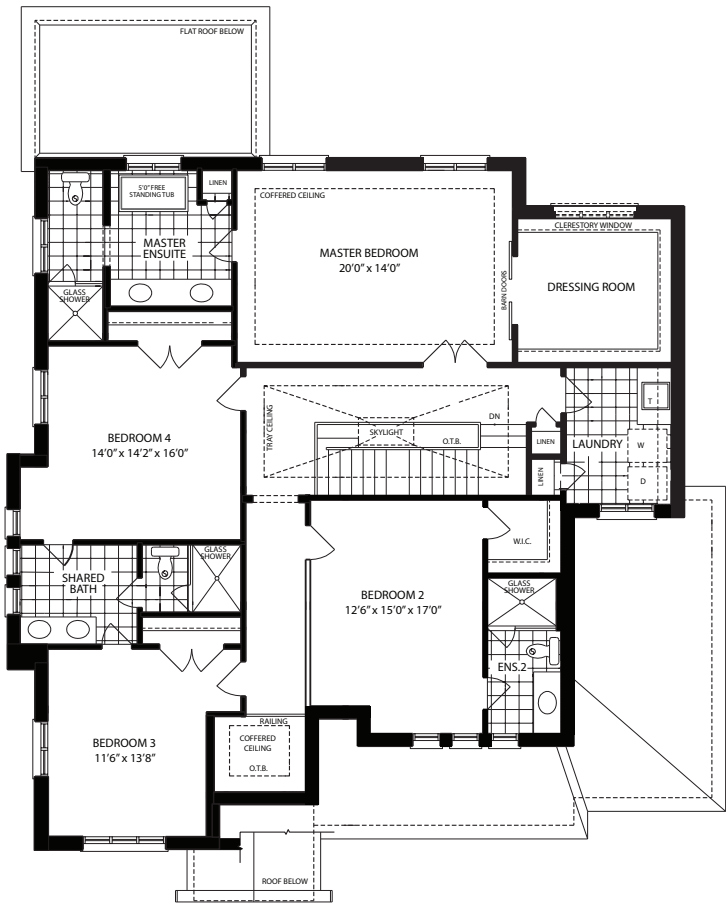 FLAT ROOF BELOW
5'0" FREE
STANDING TUB
LINEN
COFFERED CEILING
MASTER
ENSUITE
MASTER BEDROOM
20'0" x 14'0"
CLERESTORY WINDOW
BARN DOORS
DRESSING ROOM
GLASS
SHOWER
BEDROOM 4
14'0" x 14'2" x 16'0"
TRAY CEILING
SKYLIGHT
DN
O.T.B.
LINEN
LINEN
LAUNDRY
T
W
D
SHARED
BATH
GLASS
SHOWER
W.I.C.
BEDROOM 2
12'6" x 15'0" x 17'0"
GLASS
SHOWER
ENS.2
BEDROOM 3
11'6" x 13'8"
RAILING
COFFERED
CEILING
O.T.B.
ROOF BELOW